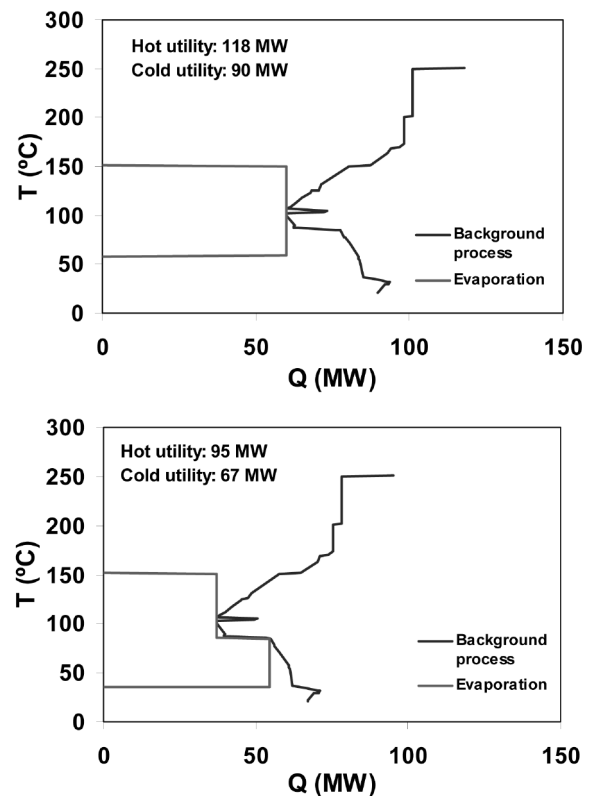 Hot utility: 118 MW
Cold utility: 90 MW
300
250
200
150
100
50
0
T (ºC)
Background
process
Evaporation
0
50
100
150
Q (MW)
Hot utility: 95 MW
Cold utility: 67 MW
300
250
200
150
100
50
0
T (ºC)
Background
process
Evaporation
0
50
100
150
Q (MW)